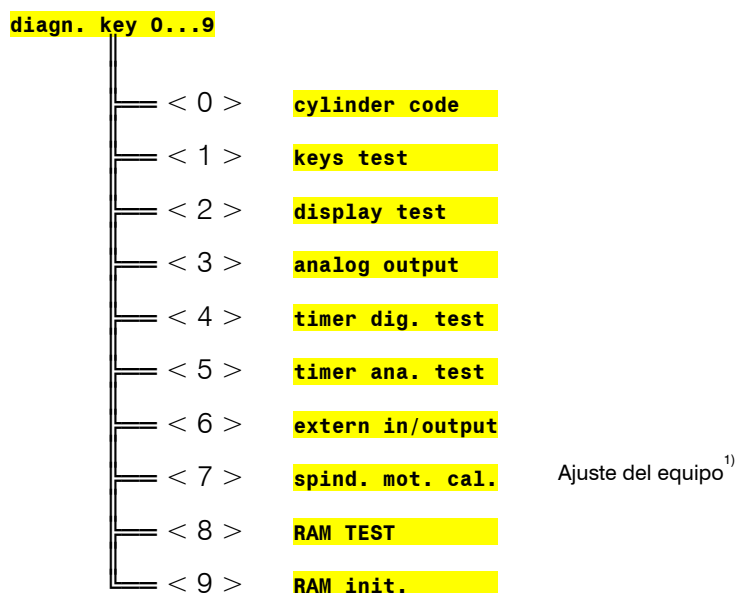 diagn. key 0...9
< 0 > cylinder code
< 1 > keys test
< 2 > display test
< 3 > analog output
< 4 > timer dig. test
< 5 > timer ana. test
< 6 > extern in/output
< 7 > spind. mot. cal. Ajuste del equipo 1)
< 8 > RAM TEST
< 9 > RAM init.